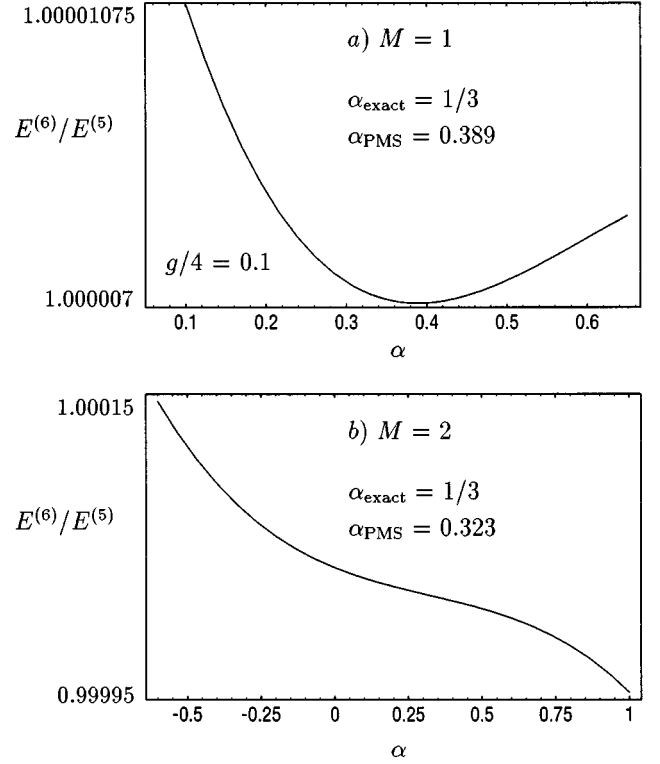 1.00001075
a) M = 1
α_exact = 1/3
E^(6)/E^(5)
α_PMS = 0.389
g/4 = 0.1
1.000007
0.1 0.2 0.3 0.4 0.5 0.6
α
1.00015
b) M = 2
α_exact = 1/3
E^(6)/E^(5)
α_PMS = 0.323
0.99995
-0.5 -0.25 0 0.25 0.5 0.75 1
α